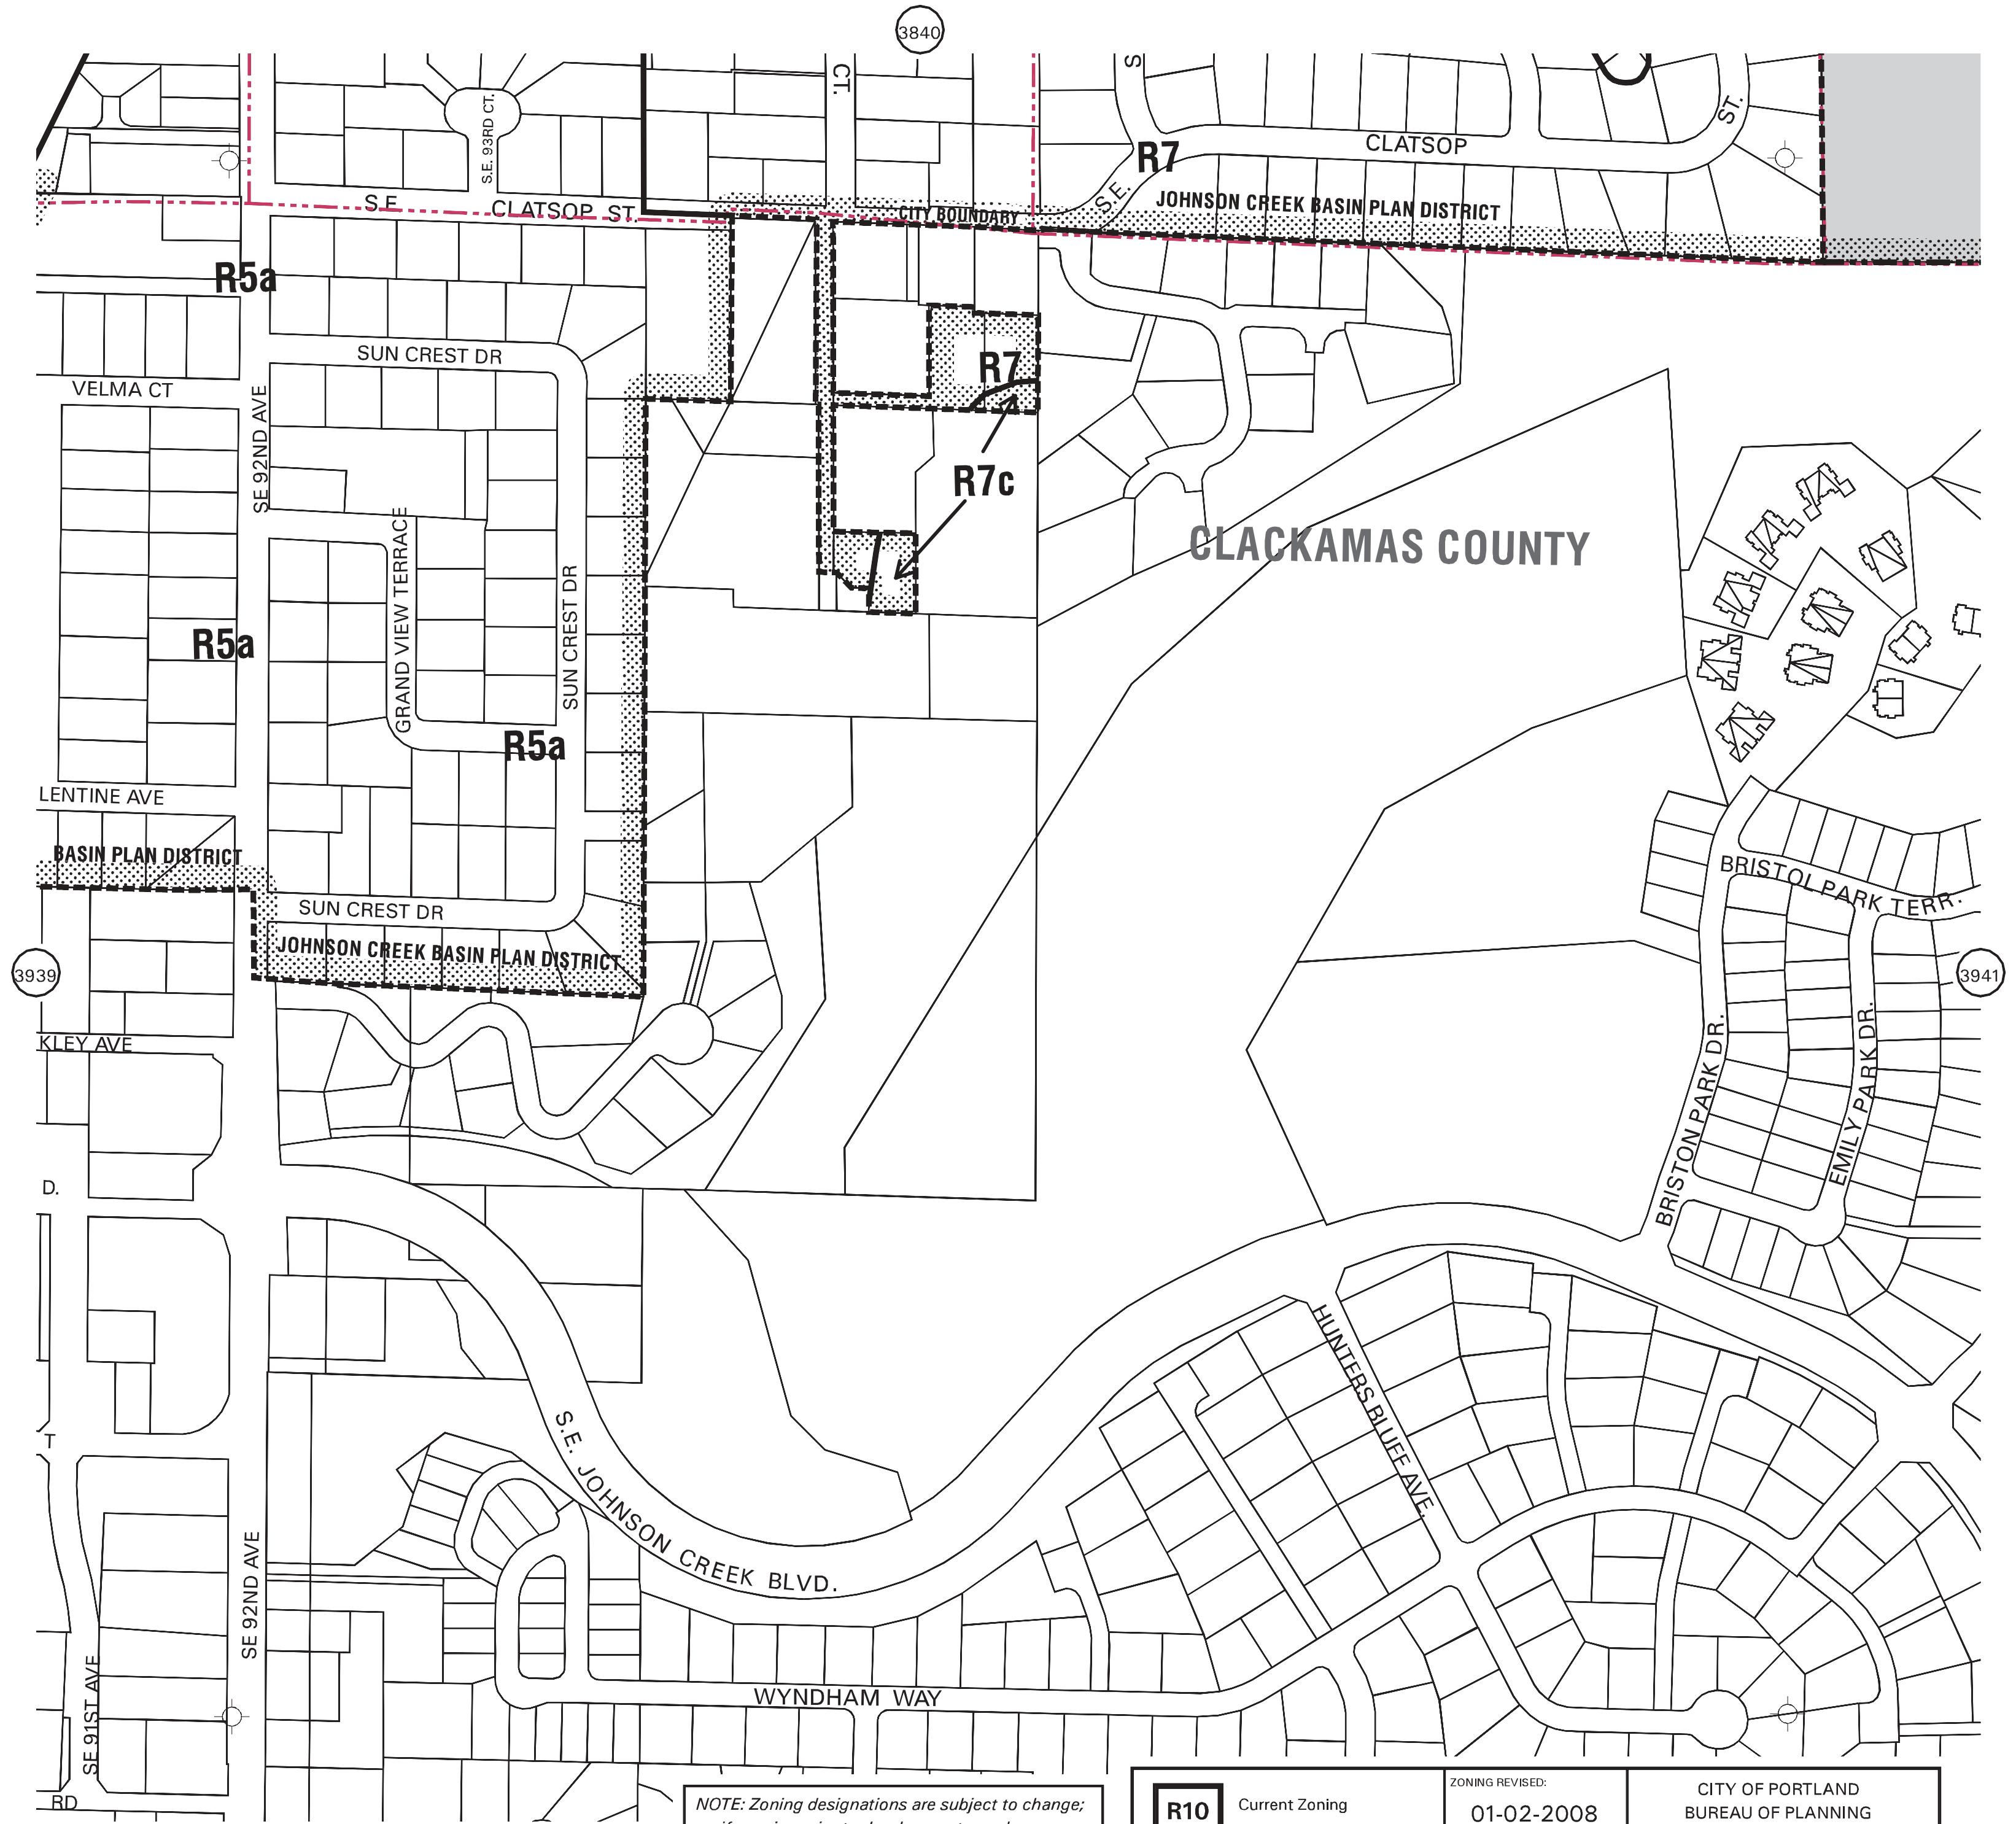 3840
CT.
S
S.E. 93RD CT.
ST.
CLATSOP
R7
S.E.
JOHNSON CREEK BASIN PLAN DISTRICT
S.E.
CLATSOP ST.
CITY BOUNDARY
R5a
SUN CREST DR
VELMA CT
R7
SE 92ND AVE
R7c
CLACKAMAS COUNTY
GRAND VIEW TERRACE
SUN CREST DR
R5a
R5a
LENTINE AVE
BASIN PLAN DISTRICT
BRISTOL PARK TERR.
SUN CREST DR
JOHNSON CREEK BASIN PLAN DISTRICT
3939
3941
KLEY AVE
BRISTON PARK DR.
EMILY PARK DR.
D.
HUNTERS BLUFF AVE.
T
S.E. JOHNSON CREEK BLVD.
SE 92ND AVE
SE 91ST AVE
WYNDHAM WAY
RD
NOTE: Zoning designations are subject to change;
R10
Current Zoning
ZONING REVISED:
01-02-2008
CITY OF PORTLAND
BUREAU OF PLANNING